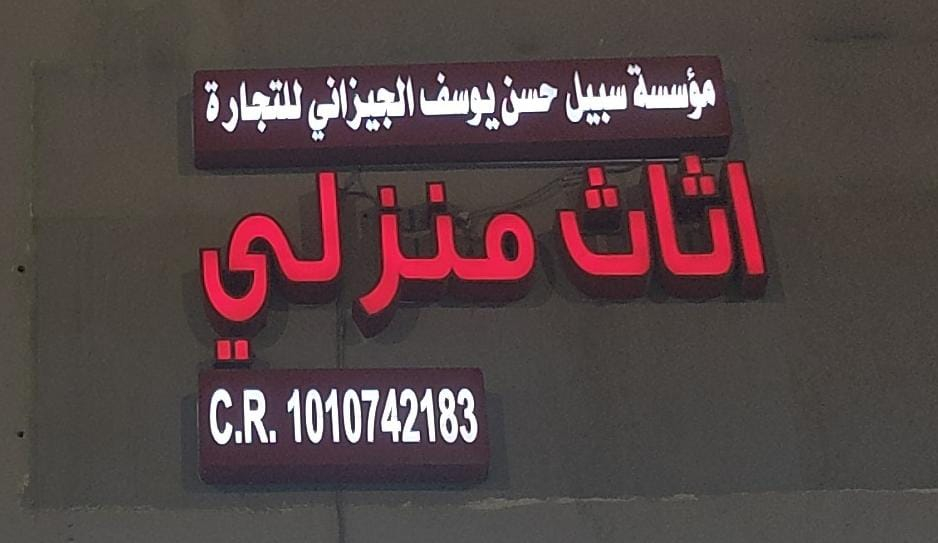 مؤسسة سبيل حسن يوسف الجيزاني للتجارة
اثاث منزلي
C.R. 1010742183